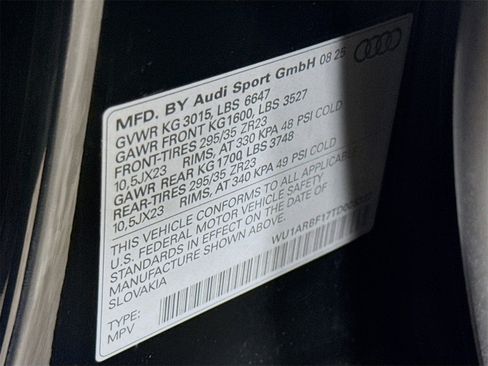 MFD. BY Audi Sport GmbH 08 25
GVWR KG 3015, LBS 6647
GAWR FRONT KG1600, LBS 3527
FRONT-TIRES 295/35 ZR23
10,5JX23 RIMS, AT 330 KPA 48 PSI COLD
GAWR REAR KG1700 LBS 3748
REAR-TIRES 295/35 ZR23
10,5JX23 RIMS, AT 340 KPA 49 PSI COLD
THIS VEHICLE CONFORMS TO ALL APPLICABLE
U.S. FEDERAL MOTOR VEHICLE SAFETY
STANDARDS IN EFFECT ON THE DATE OF
MANUFACTURE SHOWN ABOVE.
SLOVAKIA
TYPE:
MPV